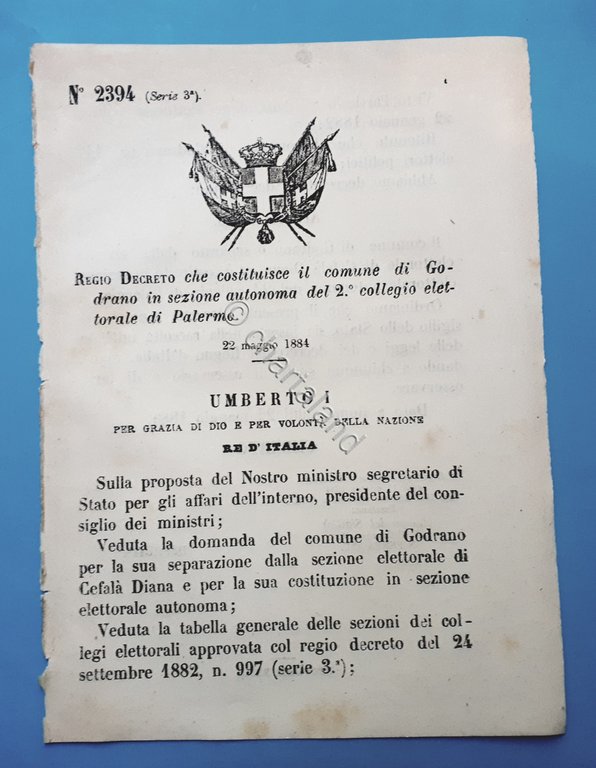 N° 2394 (Serie 3ª).
REGIO DECRETO che costituisce il comune di Go-
drano in sezione autonoma del 2.° collegio elet-
torale di Palermo.
22 maggio 1884
UMBERTO I
PER GRAZIA DI DIO E PER VOLONTÀ DELLA NAZIONE
RE D' ITALIA
Sulla proposta del Nostro ministro segretario di
Stato per gli affari dell'interno, presidente del con-
siglio dei ministri;
Veduta la domanda del comune di Godrano
per la sua separazione dalla sezione elettorale di
Cefalà Diana e per la sua costituzione in sezione
elettorale autonoma;
Veduta la tabella generale delle sezioni dei col-
legi elettorali approvata col regio decreto del 24
settembre 1882, n. 997 (serie 3.ª);
© chartaland